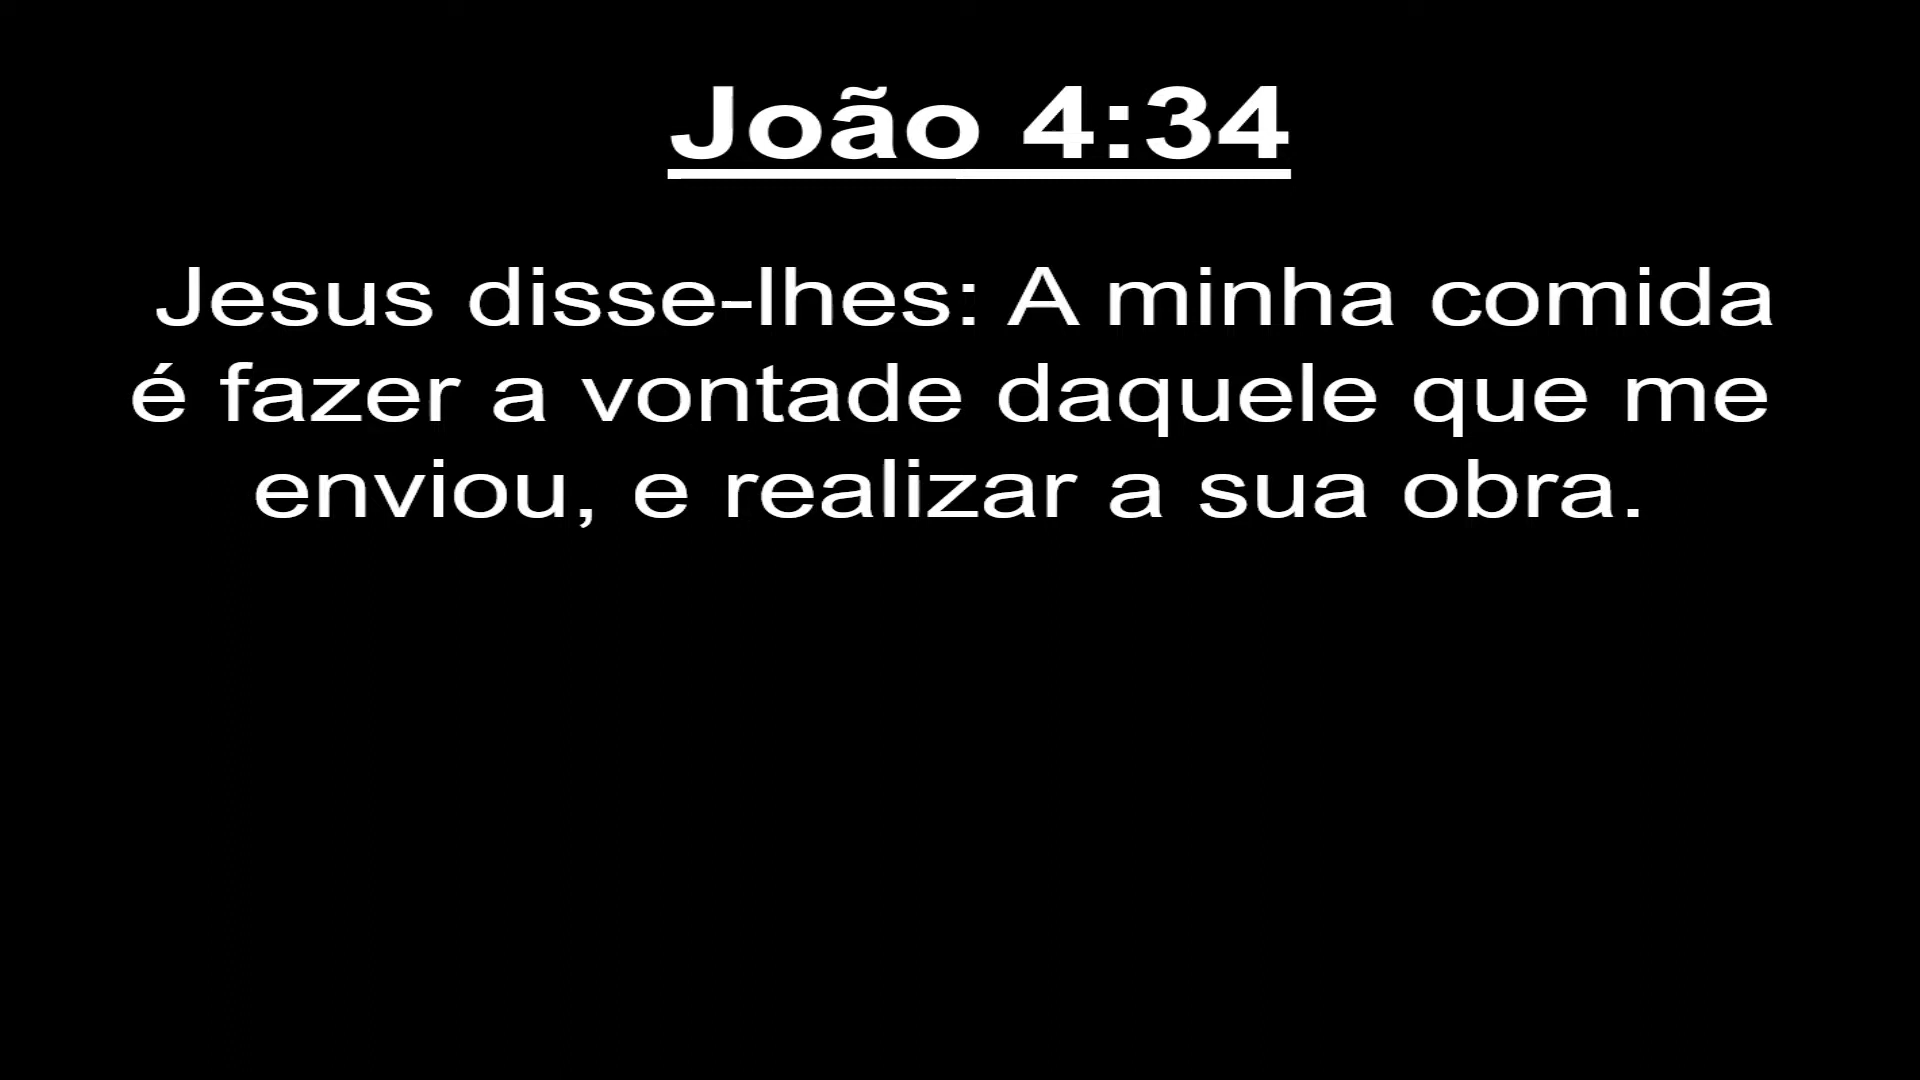 João 4:34
Jesus disse-lhes: A minha comida
é fazer a vontade daquele que me
enviou, e realizar a sua obra.